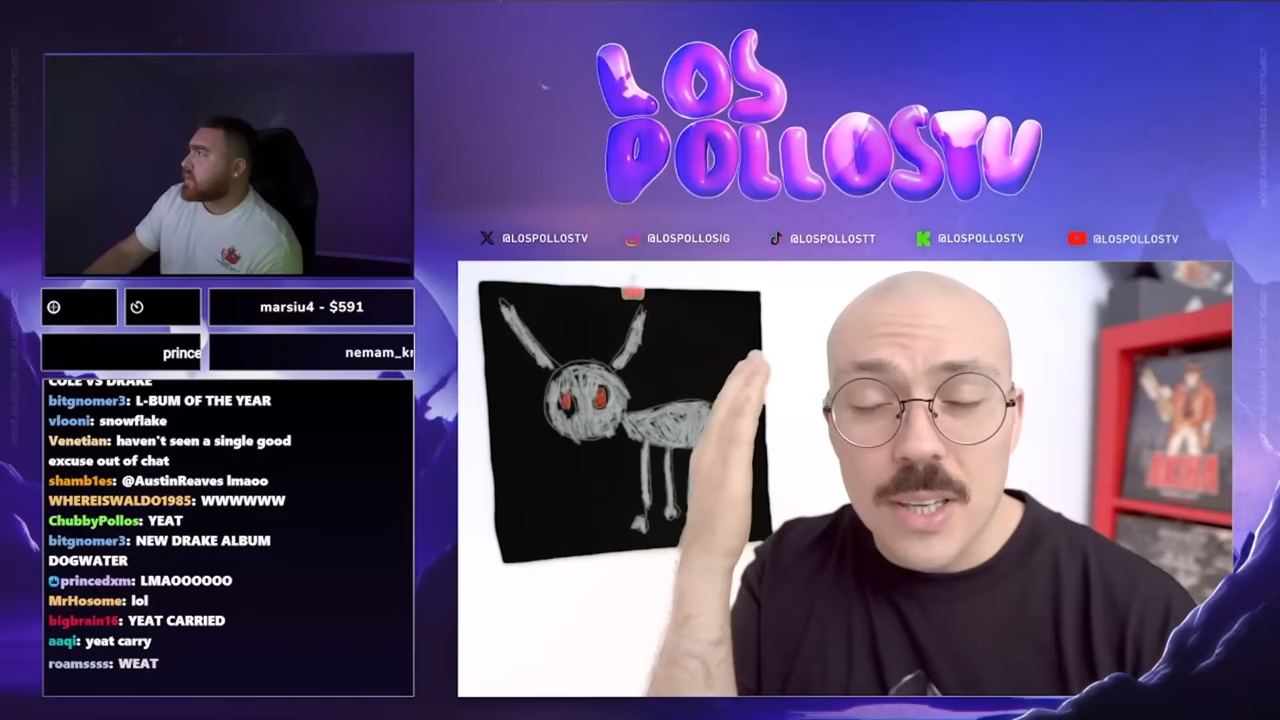 LOS
POLLOSTV
@LOSPOLLOSTV
@LOSPOLLOSIG
@LOSPOLLOSTT
@LOSPOLLOSTV
@LOSPOLLOSTV
marsiu4 - $591
prince
nemam_kr
COLE VS DRAKE
bitgnomer3: L-BUM OF THE YEAR
vlooni: snowflake
Venetian: haven't seen a single good
excuse out of chat
shamb1es: @AustinReaves lmaoo
WHEREISWALDO1985: WWWWWW
ChubbyPollos: YEAT
bitgnomer3: NEW DRAKE ALBUM
DOGWATER
princedxm: LMAOOOOOO
MrHosome: lol
bigbrain16: YEAT CARRIED
aaqi: yeat carry
roamssss: WEAT
AKIRA